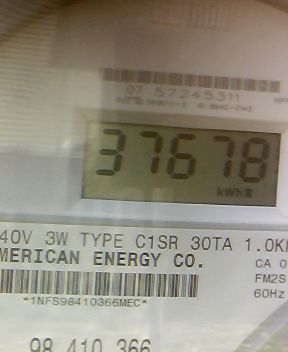 07 57245311
37678
kWh
40V 3W TYPE C1SR 30TA 1.0K
MERICAN ENERGY CO.
CA 0
FM2S
*1NFS98410366MEC*
60Hz
98 410 366